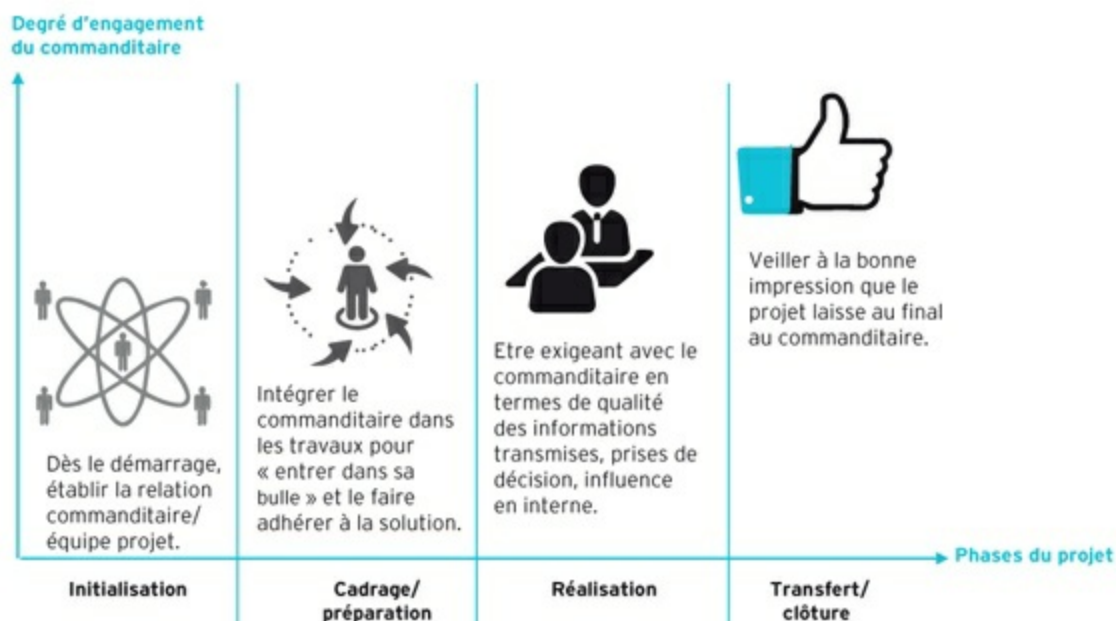 Degré d'engagement
du commanditaire
Dès le démarrage,
établir la relation
commanditaire/
équipe projet.
Intégrer le
commanditaire dans
les travaux pour
« entrer dans sa
bulle » et le faire
adhérer à la solution.
Etre exigeant avec le
commanditaire en
termes de qualité
des informations
transmises, prises de
décision, influence
en interne.
Veiller à la bonne
impression que le
projet laisse au final
au commanditaire.
Phases du projet
Initialisation
Cadrage/
préparation
Réalisation
Transfert/
clôture